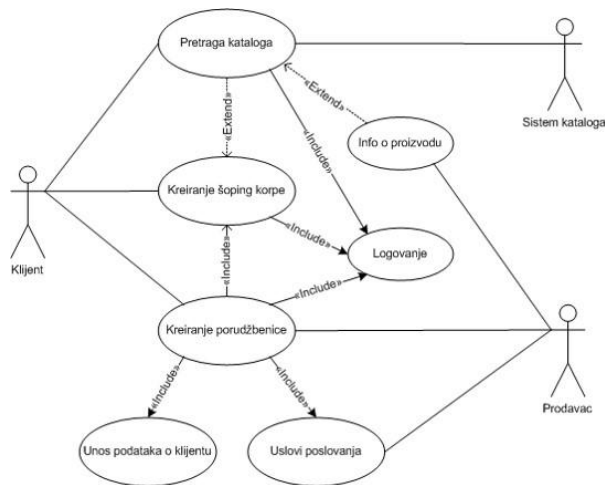 Pretraga kataloga
«Extend»
Sistem kataloga
«Extend»
«Include»
Info o proizvodu
Kreiranje šoping korpe
«Include»
Logovanje
Klijent
«Include»
«Include»
Kreiranje porudžbenice
Prodavac
«Include»
«Include»
Unos podataka o klijentu
Uslovi poslovanja